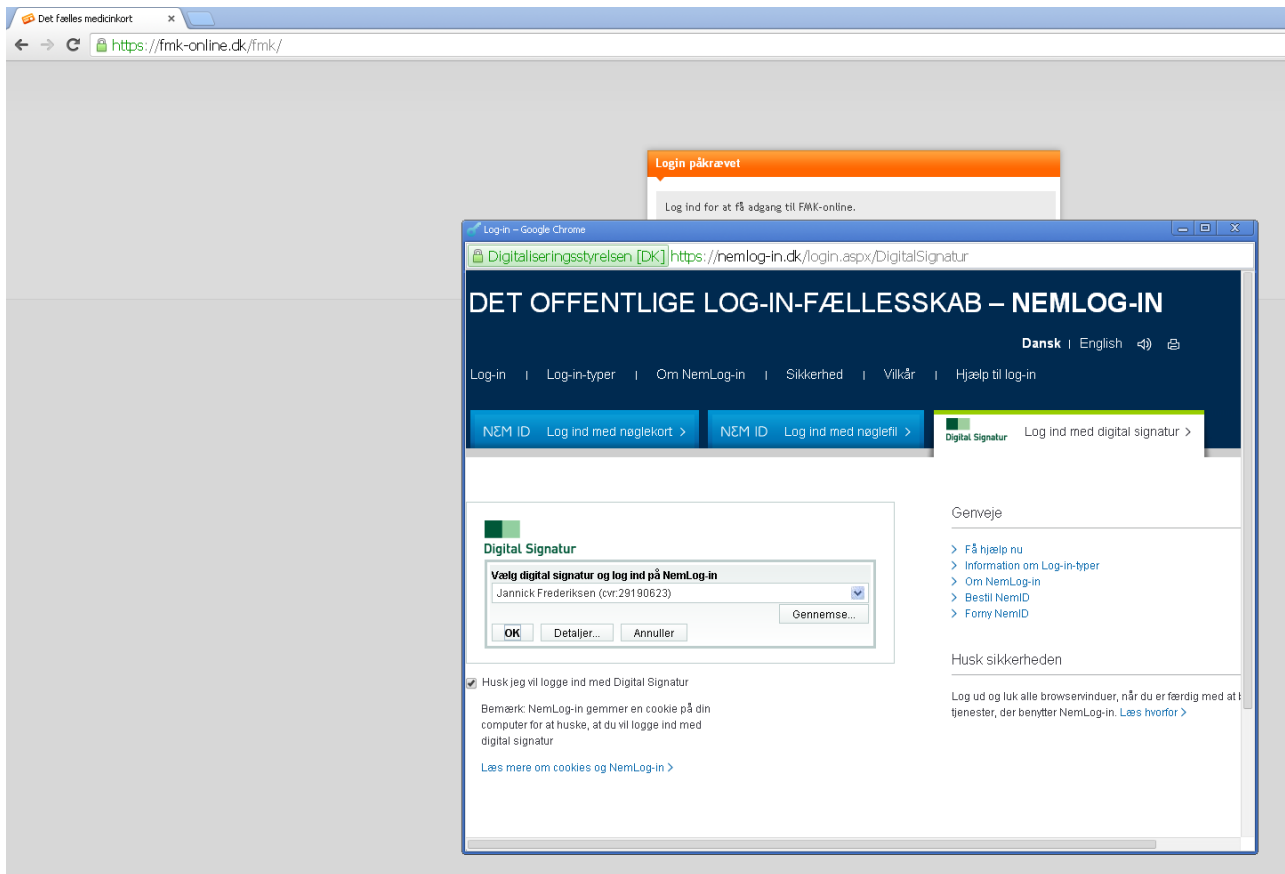 Det fælles medicinkort
https://fmk-online.dk/fmk/
Login påkrævet
Log ind for at få adgang til FMK-online.
Log-in – Google Chrome
Digitaliseringsstyrelsen [DK] https://nemlog-in.dk/login.aspx/DigitalSignatur
DET OFFENTLIGE LOG-IN-FÆLLESSKAB – NEMLOG-IN
Dansk | English
Log-in | Log-in-typer | Om NemLog-in | Sikkerhed | Vilkår | Hjælp til log-in
NEM ID Log ind med nøglekort >
NEM ID Log ind med nøglefil >
Digital Signatur Log ind med digital signatur >
Digital Signatur
Vælg digital signatur og log ind på NemLog-in
Jannick Frederiksen (cvr:29190623)
Gennemse...
OK Detaljer... Annuller
Husk jeg vil logge ind med Digital Signatur
Bemærk: NemLog-in gemmer en cookie på din
computer for at huske, at du vil logge ind med
digital signatur
Læs mere om cookies og NemLog-in >
Genveje
> Få hjælp nu
> Information om Log-in-typer
> Om NemLog-in
> Bestil NemID
> Forny NemID
Husk sikkerheden
Log ud og luk alle browservinduer, når du er færdig med at
tjenester, der benytter NemLog-in. Læs hvorfor >